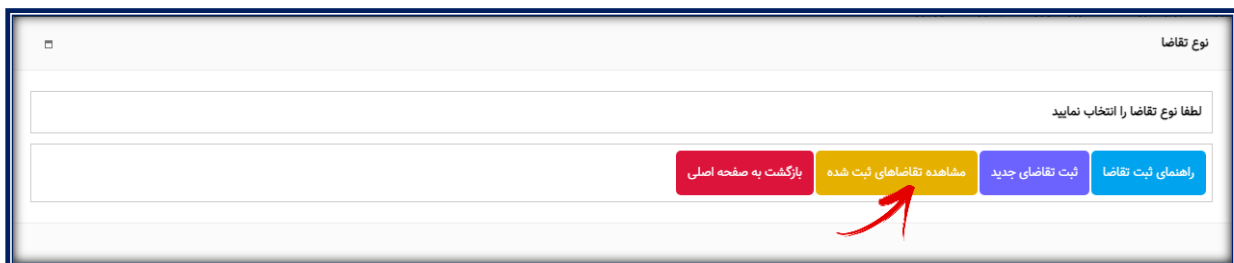 نوع تقاضا
لطفا نوع تقاضا را انتخاب نمایید
راهنمای ثبت تقاضا
ثبت تقاضای جدید
مشاهده تقاضاهای ثبت شده
بازگشت به صفحه اصلی